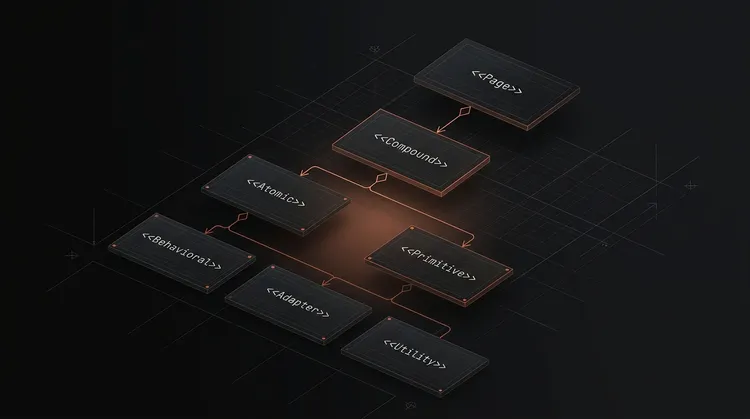 <<Page>>
<<Compound>>
<<Atomic>>
<<Behavioral>>
<<Primitive>>
<<Adapter>>
<<Utility>>